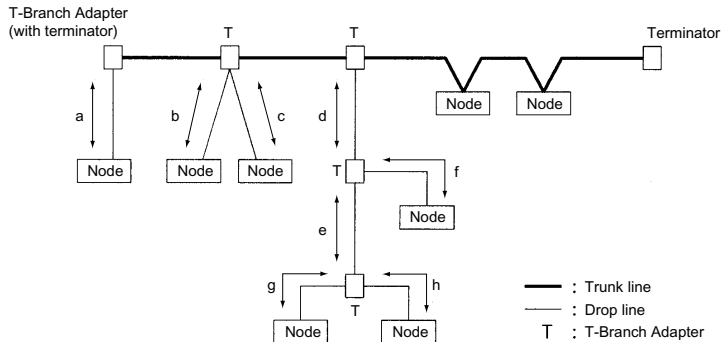 T-Branch Adapter
(with terminator)
T
T
Terminator
a
b
c
d
Node
Node
Node
Node
Node
T
f
Node
e
g
h
T
Node
Node
: Trunk line
: Drop line
T : T-Branch Adapter